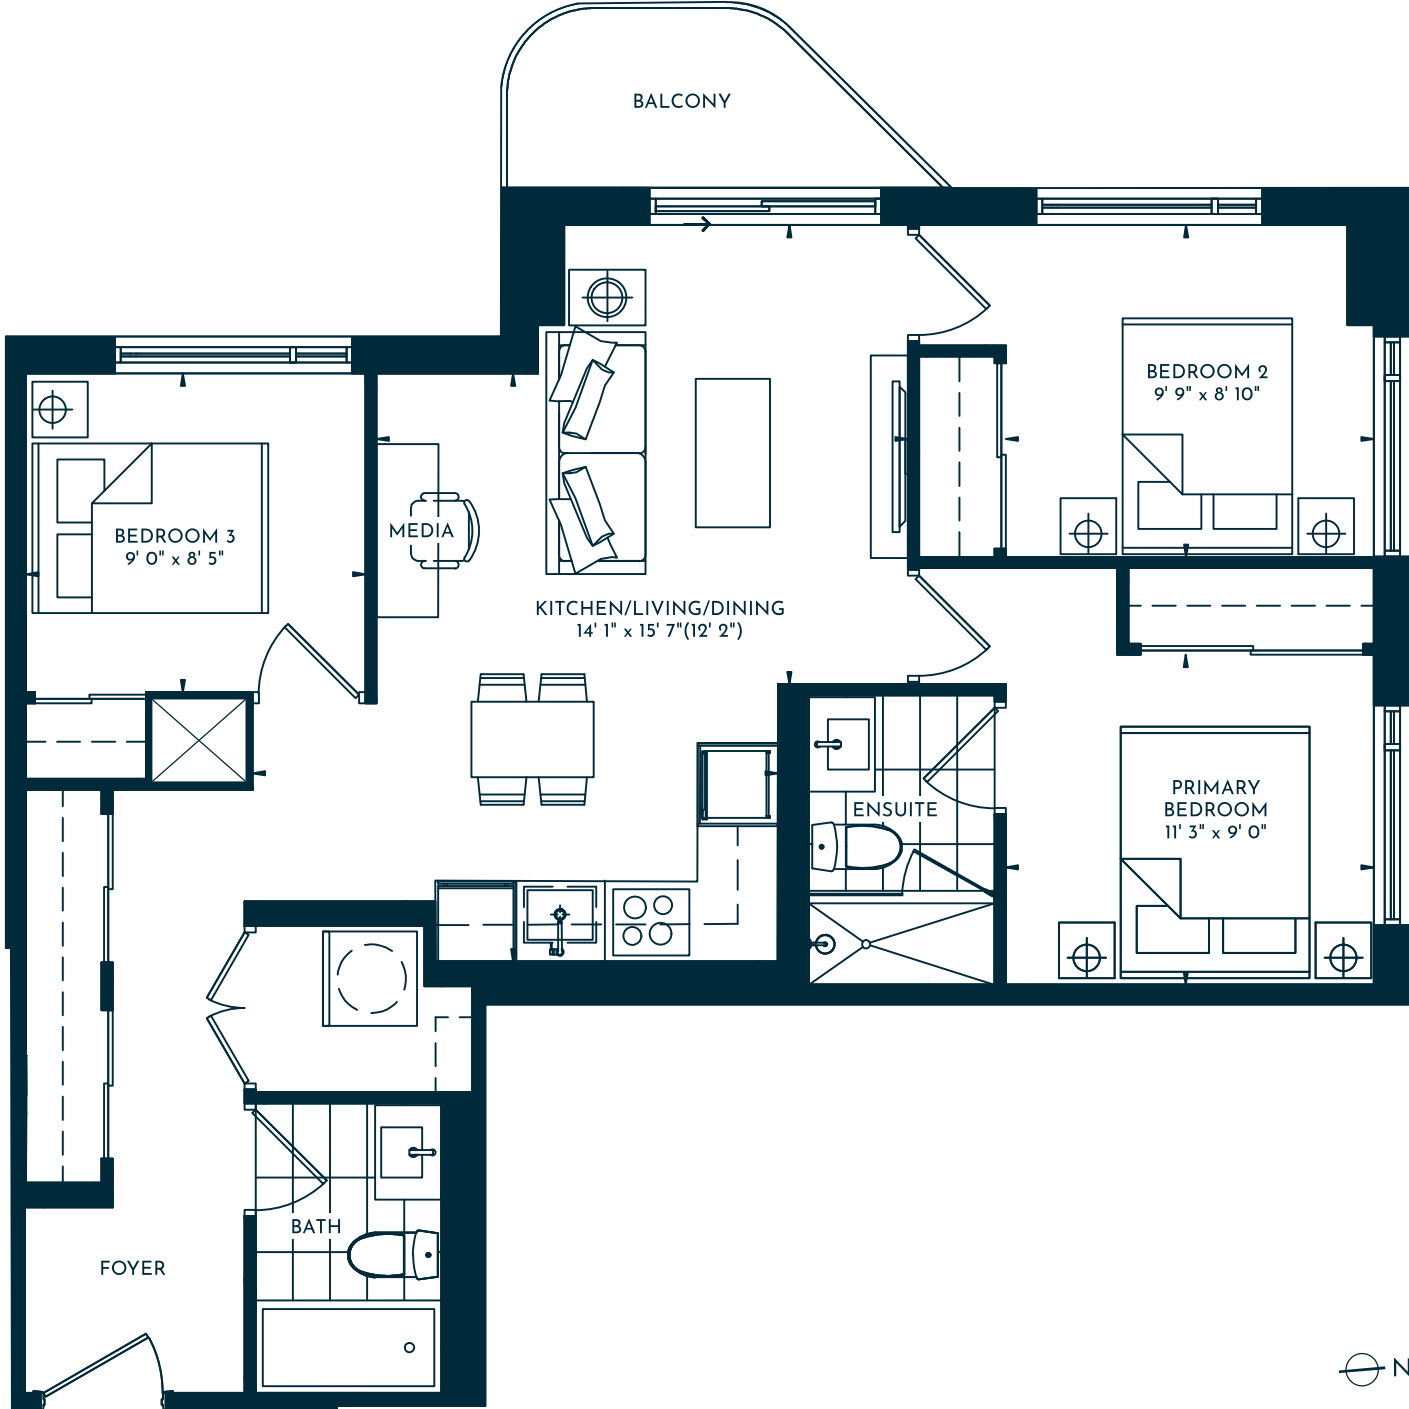 BALCONY
BEDROOM 2
9' 9" x 8' 10"
BEDROOM 3
9' 0" x 8' 5"
MEDIA
KITCHEN/LIVING/DINING
14' 1" x 15' 7"(12' 2")
PRIMARY
BEDROOM
11' 3" x 9' 0"
ENSUITE
BATH
FOYER
N